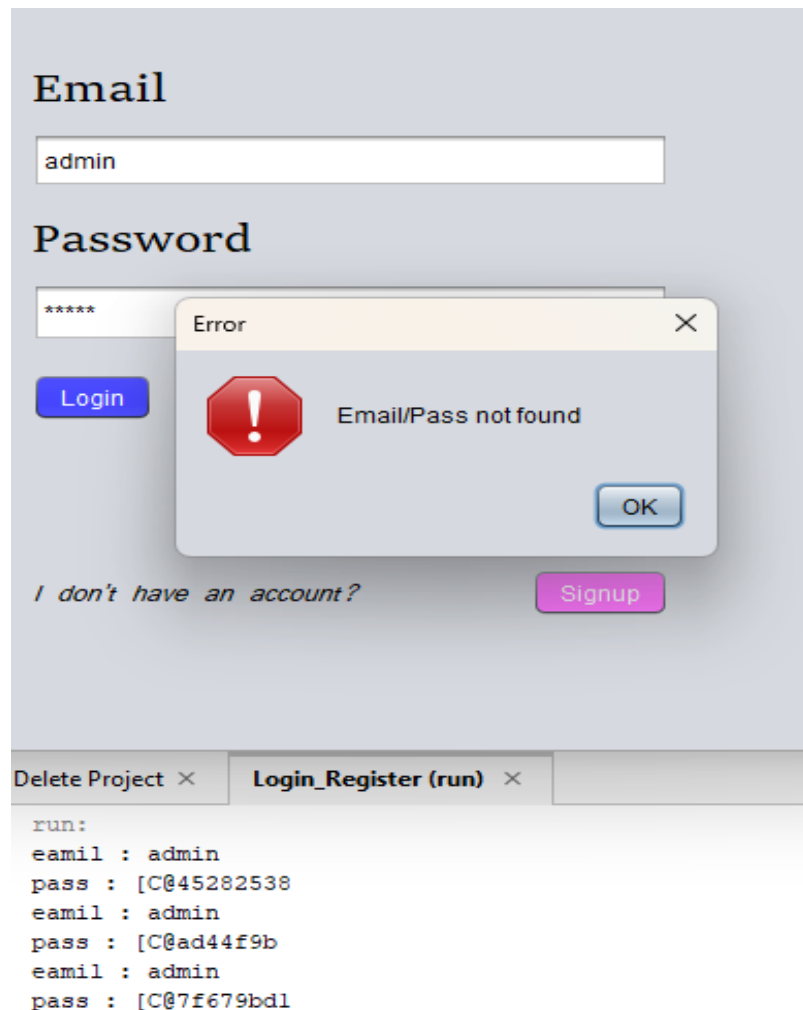 Email
admin
Password
*****
Error
Email/Pass not found
Login
OK
I don't have an account?
Signup
Delete Project
Login_Register (run)
run:
eamil : admin
pass : [C@45282538
eamil : admin
pass : [C@ad44f9b
eamil : admin
pass : [C@7f679bd1